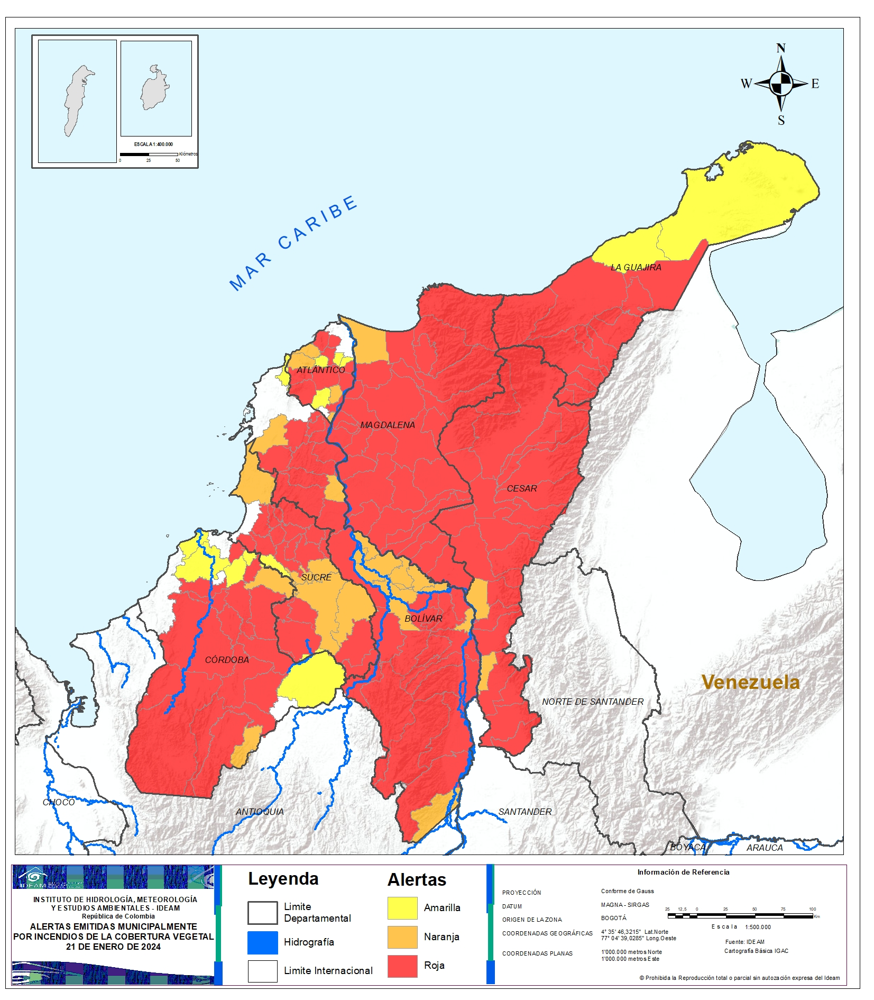 N
W
E
S
ESCALA 1:400.000
Kilómetros
0 25 50
MAR CARIBE
LA GUAJIRA
ATLÁNTICO
MAGDALENA
CESAR
SUCRE
BOLÍVAR
CÓRDOBA
Venezuela
NORTE DE SANTANDER
CHOCÓ
ANTIOQUIA
SANTANDER
BOYACÁ
ARAUCA
IDEAM
INSTITUTO DE HIDROLOGÍA, METEOROLOGÍA
Y ESTUDIOS AMBIENTALES - IDEAM
República de Colombia
ALERTAS EMITIDAS MUNICIPALMENTE
POR INCENDIOS DE LA COBERTURA VEGETAL
21 DE ENERO DE 2024
Leyenda
Limite
Departamental
Hidrografía
Limite Internacional
Alertas
Amarilla
Naranja
Roja
Información de Referencia
PROYECCIÓN Conforme de Gauss
DATUM MAGNA - SIRGAS
ORIGEN DE LA ZONA BOGOTÁ
COORDENADAS GEOGRÁFICAS 4° 35' 46,3215" Lat.Norte
77° 04' 39,0285" Long.Oeste
COORDENADAS PLANAS 1'000.000 metros Norte
1'000.000 metros Este
25 12,5 0 25 50 75 100
Km
Escala 1:500.000
Fuente: IDEAM
Cartografía Básica IGAC
© Prohibida la Reproducción total o parcial sin autozación expresa del Ideam